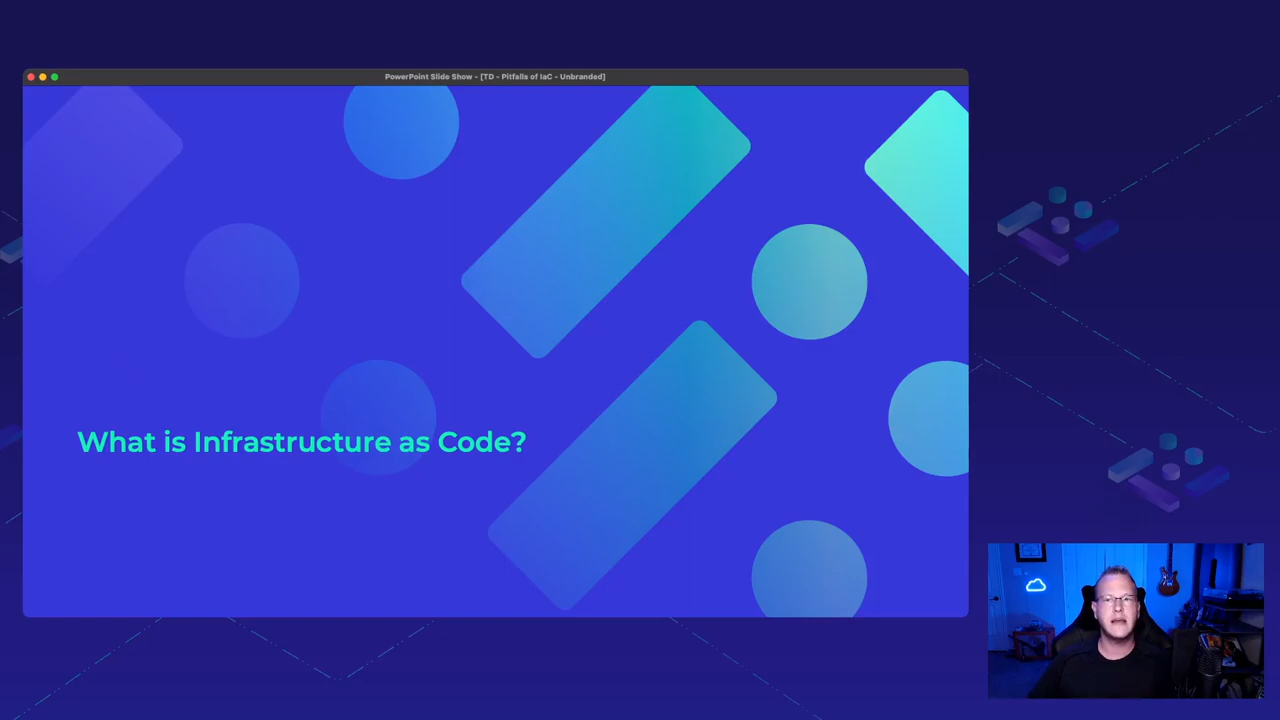 PowerPoint Slide Show - [TD - Pitfalls of IaC - Unbranded]
What is Infrastructure as Code?